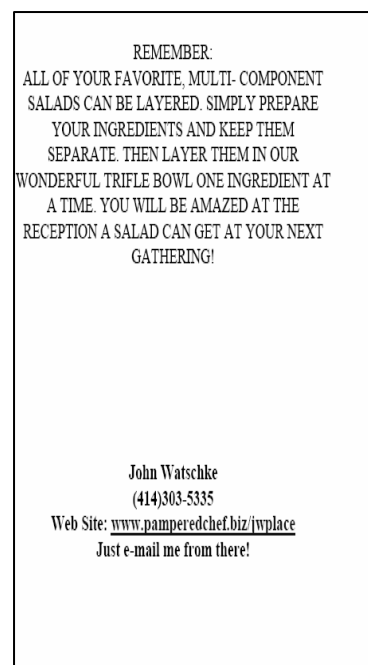 REMEMBER:
ALL OF YOUR FAVORITE, MULTI- COMPONENT
SALADS CAN BE LAYERED. SIMPLY PREPARE
YOUR INGREDIENTS AND KEEP THEM
SEPARATE. THEN LAYER THEM IN OUR
WONDERFUL TRIFLE BOWL ONE INGREDIENT AT
A TIME. YOU WILL BE AMAZED AT THE
RECEPTION A SALAD CAN GET AT YOUR NEXT
GATHERING!
John Watschke
(414)303-5335
Web Site: www.pamperedchef.biz/jwplace
Just e-mail me from there!